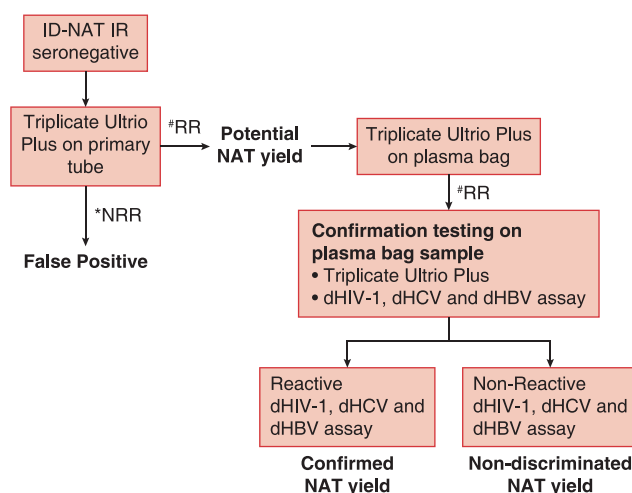 ID-NAT IR
seronegative
Triplicate Ultrio
Plus on primary
tube
#RR
Potential
NAT yield
Triplicate Ultrio Plus
on plasma bag
*NRR
False Positive
#RR
Confirmation testing on
plasma bag sample
• Triplicate Ultrio Plus
• dHIV-1, dHCV and dHBV assay
Reactive
dHIV-1, dHCV and
dHBV assay
Confirmed
NAT yield
Non-Reactive
dHIV-1, dHCV and
dHBV assay
Non-discriminated
NAT yield